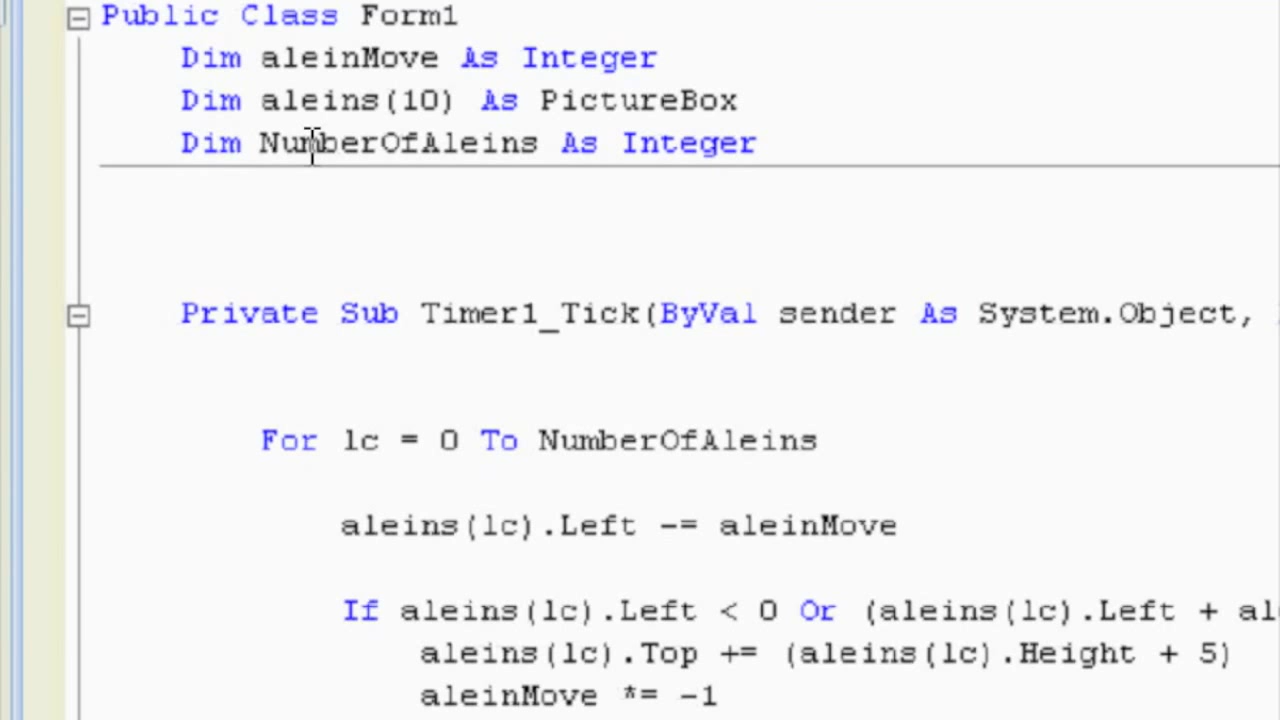 Public Class Form1
Dim aleinMove As Integer
Dim aleins(10) As PictureBox
Dim NumberOfAleins As Integer
Private Sub Timer1_Tick(ByVal sender As System.Object,
For lc = 0 To NumberOfAleins
aleins(lc).Left -= aleinMove
If aleins(lc).Left < 0 Or (aleins(lc).Left + al
aleins(lc).Top += (aleins(lc).Height + 5)
aleinMove *= -1